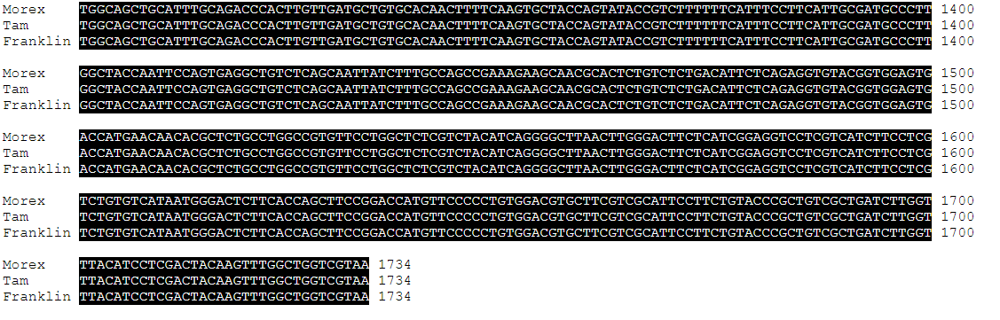 Morex TGGCAGCTGCATTTGCAGACCCACTTGTTGATGCTGTGCACAACTTTTCAAGTGCTACCAGTATACCGTCTTTTTTCATTTCCTTCATTGCGATGCCCTT 1400
Tam TGGCAGCTGCATTTGCAGACCCACTTGTTGATGCTGTGCACAACTTTTCAAGTGCTACCAGTATACCGTCTTTTTTCATTTCCTTCATTGCGATGCCCTT 1400
Franklin TGGCAGCTGCATTTGCAGACCCACTTGTTGATGCTGTGCACAACTTTTCAAGTGCTACCAGTATACCGTCTTTTTTCATTTCCTTCATTGCGATGCCCTT 1400
Morex GGCTACCAATTCCAGTGAGGCTGTCTCAGCAATTATCTTTGCCAGCCGAAAGAAGCAACGCACTCTGTCTCTGACATTCTCAGAGGTGTACGGTGGAGTG 1500
Tam GGCTACCAATTCCAGTGAGGCTGTCTCAGCAATTATCTTTGCCAGCCGAAAGAAGCAACGCACTCTGTCTCTGACATTCTCAGAGGTGTACGGTGGAGTG 1500
Franklin GGCTACCAATTCCAGTGAGGCTGTCTCAGCAATTATCTTTGCCAGCCGAAAGAAGCAACGCACTCTGTCTCTGACATTCTCAGAGGTGTACGGTGGAGTG 1500
Morex ACCATGAACAACACGCTCTGCCTGGCCGTGTTCCTGGCTCTCGTCTACATCAGGGGCTTAACTTGGGACTTCTCATCGGAGGTCCTCGTCATCTTCCTCG 1600
Tam ACCATGAACAACACGCTCTGCCTGGCCGTGTTCCTGGCTCTCGTCTACATCAGGGGCTTAACTTGGGACTTCTCATCGGAGGTCCTCGTCATCTTCCTCG 1600
Franklin ACCATGAACAACACGCTCTGCCTGGCCGTGTTCCTGGCTCTCGTCTACATCAGGGGCTTAACTTGGGACTTCTCATCGGAGGTCCTCGTCATCTTCCTCG 1600
Morex TCTGTGTCATAATGGGACTCTTCACCAGCTTCCGGACCATGTTCCCCCTGTGGACGTGCTTCGTCGCATTCCTTCTGTACCCGCTGTCGCTGATCTTGGT 1700
Tam TCTGTGTCATAATGGGACTCTTCACCAGCTTCCGGACCATGTTCCCCCTGTGGACGTGCTTCGTCGCATTCCTTCTGTACCCGCTGTCGCTGATCTTGGT 1700
Franklin TCTGTGTCATAATGGGACTCTTCACCAGCTTCCGGACCATGTTCCCCCTGTGGACGTGCTTCGTCGCATTCCTTCTGTACCCGCTGTCGCTGATCTTGGT 1700
Morex TTACATCCTCGACTACAAGTTTGGCTGGTCGTAA 1734
Tam TTACATCCTCGACTACAAGTTTGGCTGGTCGTAA 1734
Franklin TTACATCCTCGACTACAAGTTTGGCTGGTCGTAA 1734